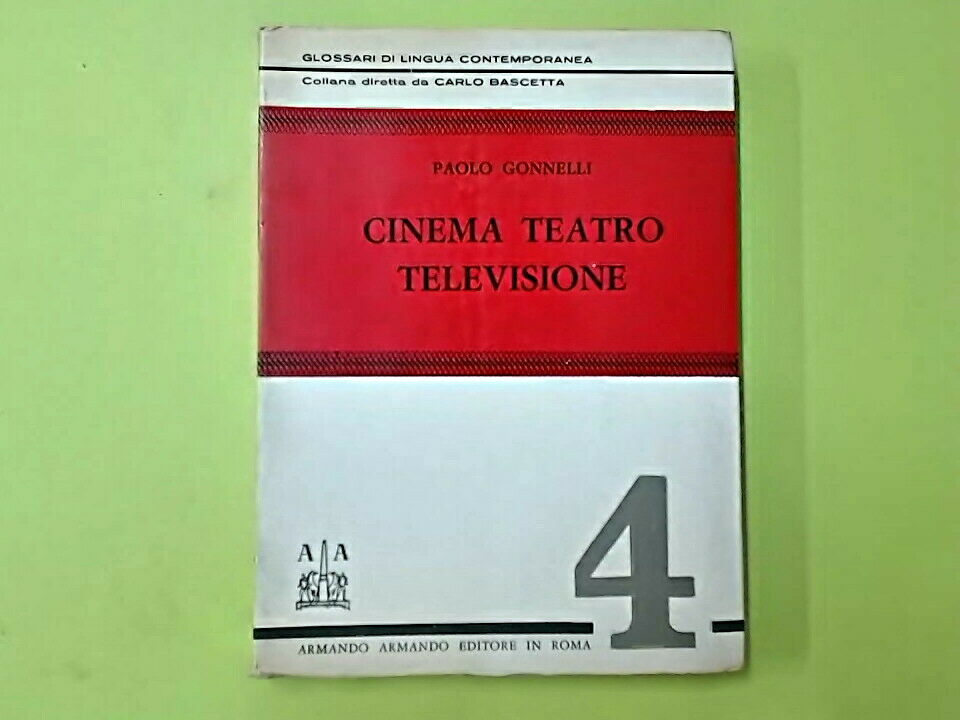 GLOSSARI DI LINGUA CONTEMPORANEA
Collana diretta da CARLO BASCETTA
PAOLO GONNELLI
CINEMA TEATRO
TELEVISIONE
A A
4
ARMANDO ARMANDO EDITORE IN ROMA